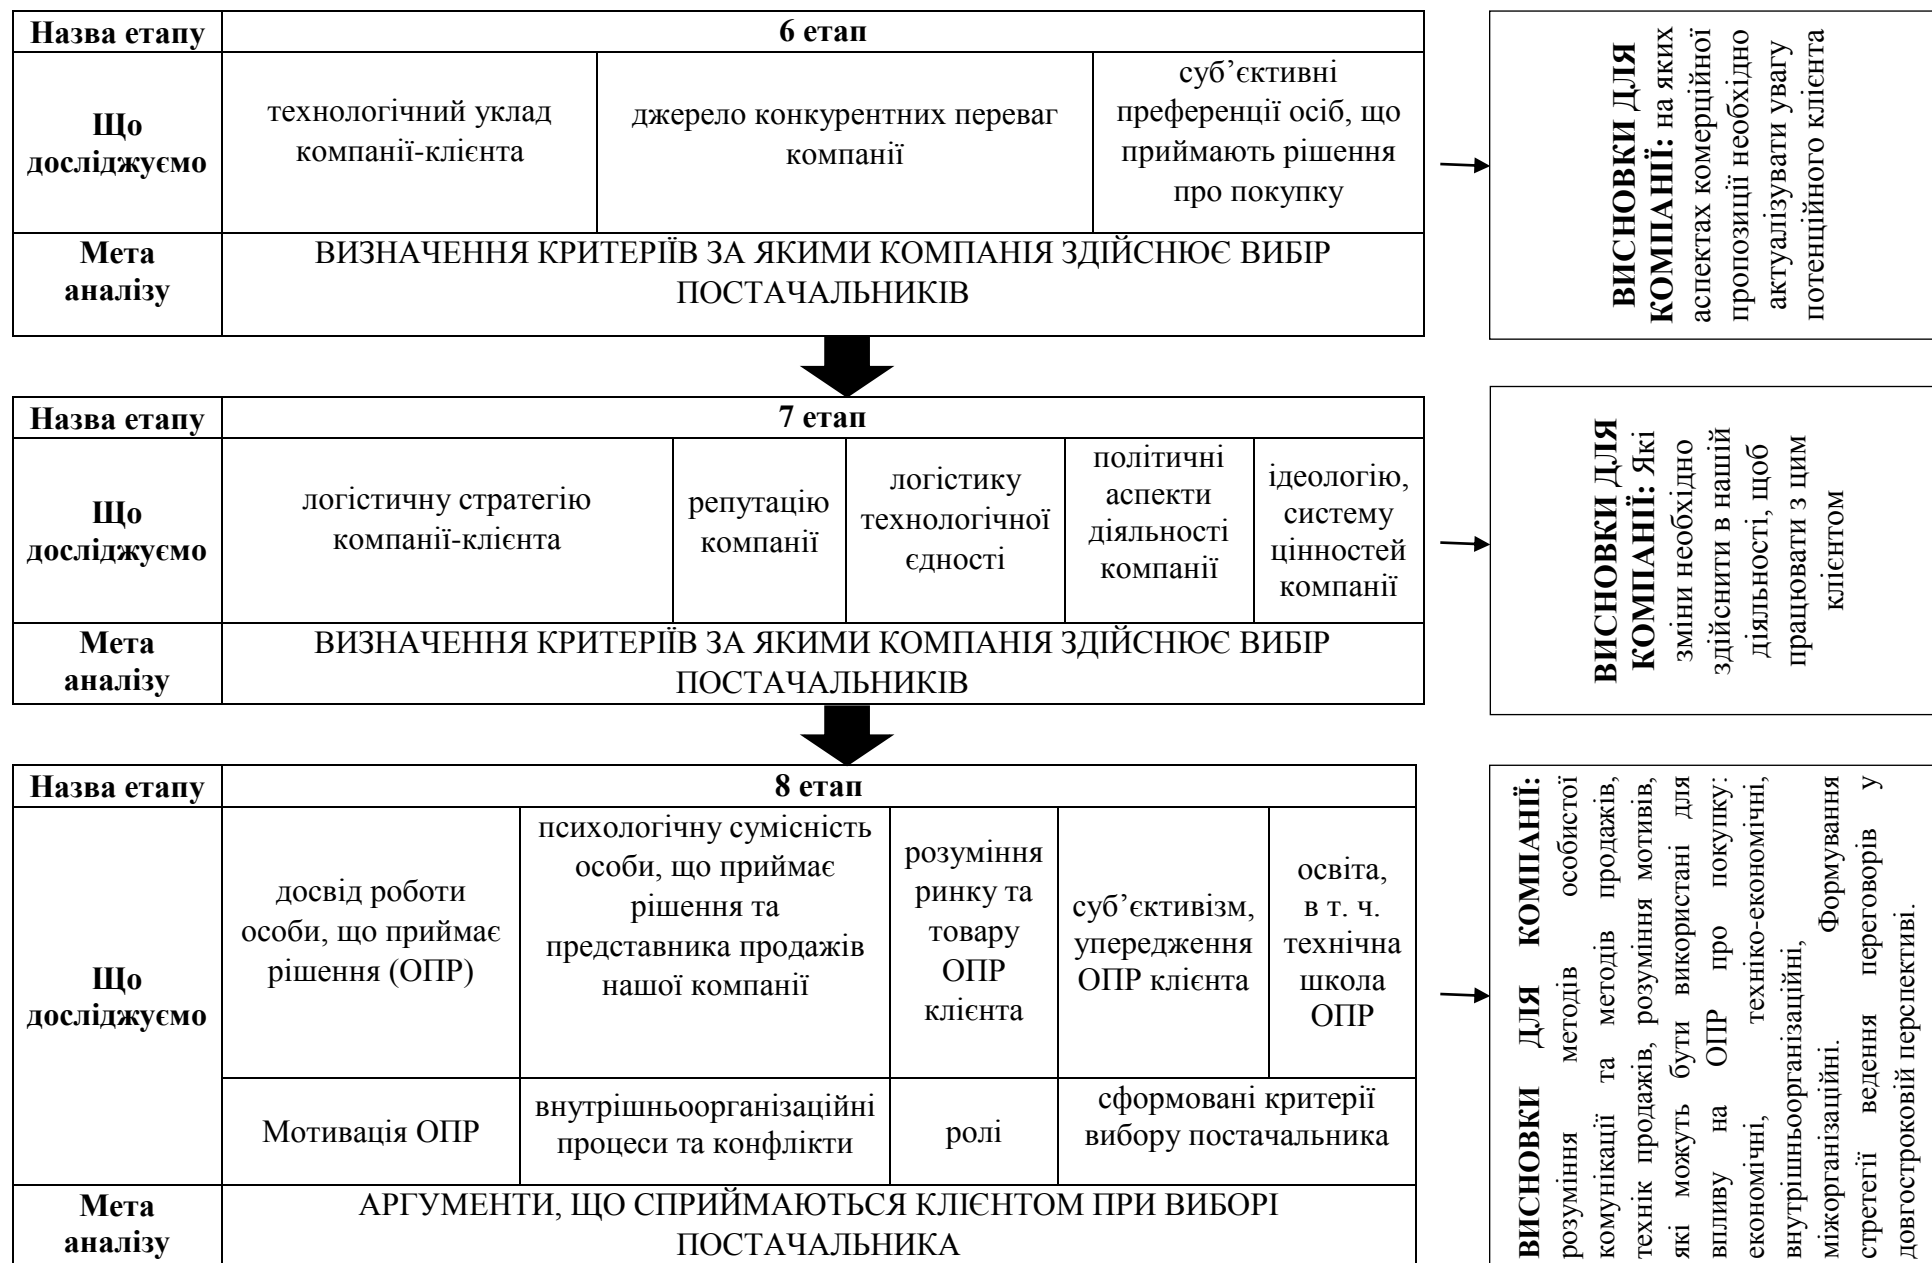 Назва етапу
6 етап
Що
досліджуємо
технологічний уклад
компанії-клієнта
джерело конкурентних переваг
компанії
суб’єктивні
преференції осіб, що
приймають рішення
про покупку
Мета
аналізу
ВИЗНАЧЕННЯ КРИТЕРІЇВ ЗА ЯКИМИ КОМПАНІЯ ЗДІЙСНЮЄ ВИБІР
ПОСТАЧАЛЬНИКІВ
ВИСНОВКИ ДЛЯ
КОМПАНІЇ: на яких
аспектах комерційної
пропозиції необхідно
актуалізувати увагу
потенційного клієнта
Назва етапу
7 етап
Що
досліджуємо
логістичну стратегію
компанії-клієнта
репутацію
компанії
логістику
технологічної
єдності
політичні
аспекти
діяльності
компанії
ідеологію,
систему
цінностей
компанії
Мета
аналізу
ВИЗНАЧЕННЯ КРИТЕРІЇВ ЗА ЯКИМИ КОМПАНІЯ ЗДІЙСНЮЄ ВИБІР
ПОСТАЧАЛЬНИКІВ
ВИСНОВКИ ДЛЯ
КОМПАНІЇ: Які
зміни необхідно
здійснити в нашій
діяльності, щоб
працювати з цим
клієнтом
Назва етапу
8 етап
Що
досліджуємо
досвід роботи
особи, що приймає
рішення (ОПР)
психологічну сумісність
особи, що приймає
рішення та
представника продажів
нашої компанії
розуміння
ринку та
товару
ОПР
клієнта
суб’єктивізм,
упередження
ОПР клієнта
освіта,
в т. ч.
технічна
школа
ОПР
Мотивація ОПР
внутрішньоорганізаційні
процеси та конфлікти
ролі
сформовані критерії
вибору постачальника
Мета
аналізу
АРГУМЕНТИ, ЩО СПРИЙМАЮТЬСЯ КЛІЄНТОМ ПРИ ВИБОРІ
ПОСТАЧАЛЬНИКА
ВИСНОВКИ ДЛЯ КОМПАНІЇ:
розуміння методів особистої
комунікації та методів продажів,
технік продажів, розуміння мотивів,
які можуть бути використані для
впливу на ОПР про покупку:
економічні, техніко-економічні,
внутрішньоорганізаційні,
міжорганізаційні. Формування
стретегії ведення переговорів у
довгостроковій перспективі.